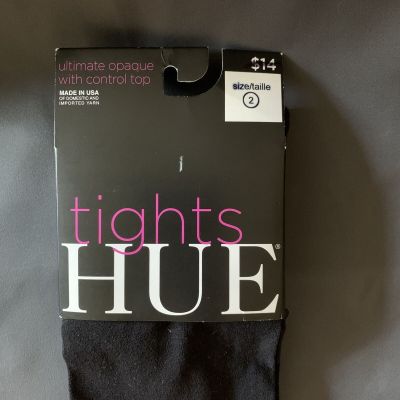 ultimate opaque
with control top
MADE IN USA
OF DOMESTIC AND
IMPORTED YARN
$14
size/taille
2
tights
HUE®